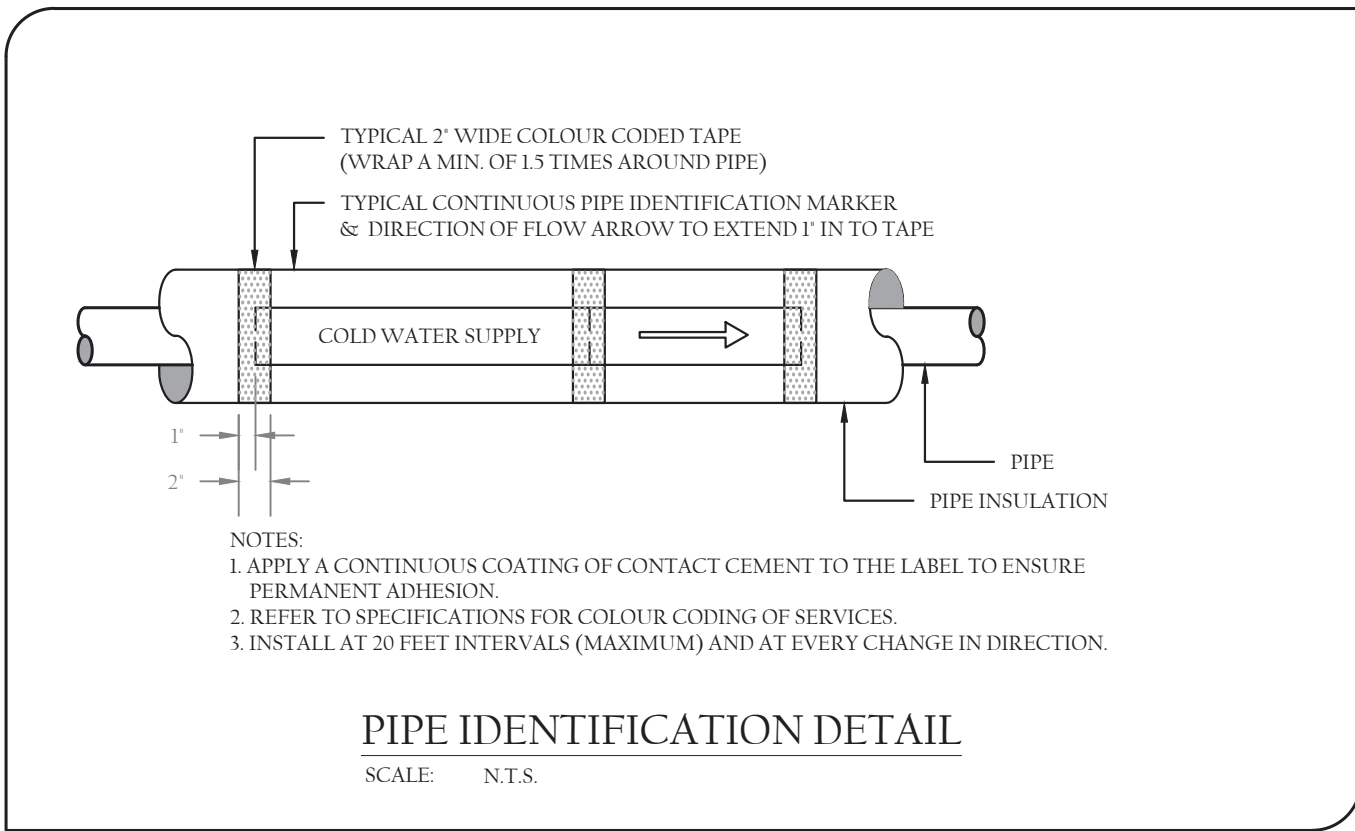 TYPICAL 2" WIDE COLOUR CODED TAPE
(WRAP A MIN. OF 1.5 TIMES AROUND PIPE)
TYPICAL CONTINUOUS PIPE IDENTIFICATION MARKER
& DIRECTION OF FLOW ARROW TO EXTEND 1" IN TO TAPE
COLD WATER SUPPLY
1"
2"
PIPE
PIPE INSULATION
NOTES:
1. APPLY A CONTINUOUS COATING OF CONTACT CEMENT TO THE LABEL TO ENSURE
PERMANENT ADHESION.
2. REFER TO SPECIFICATIONS FOR COLOUR CODING OF SERVICES.
3. INSTALL AT 20 FEET INTERVALS (MAXIMUM) AND AT EVERY CHANGE IN DIRECTION.
PIPE IDENTIFICATION DETAIL
SCALE: N.T.S.